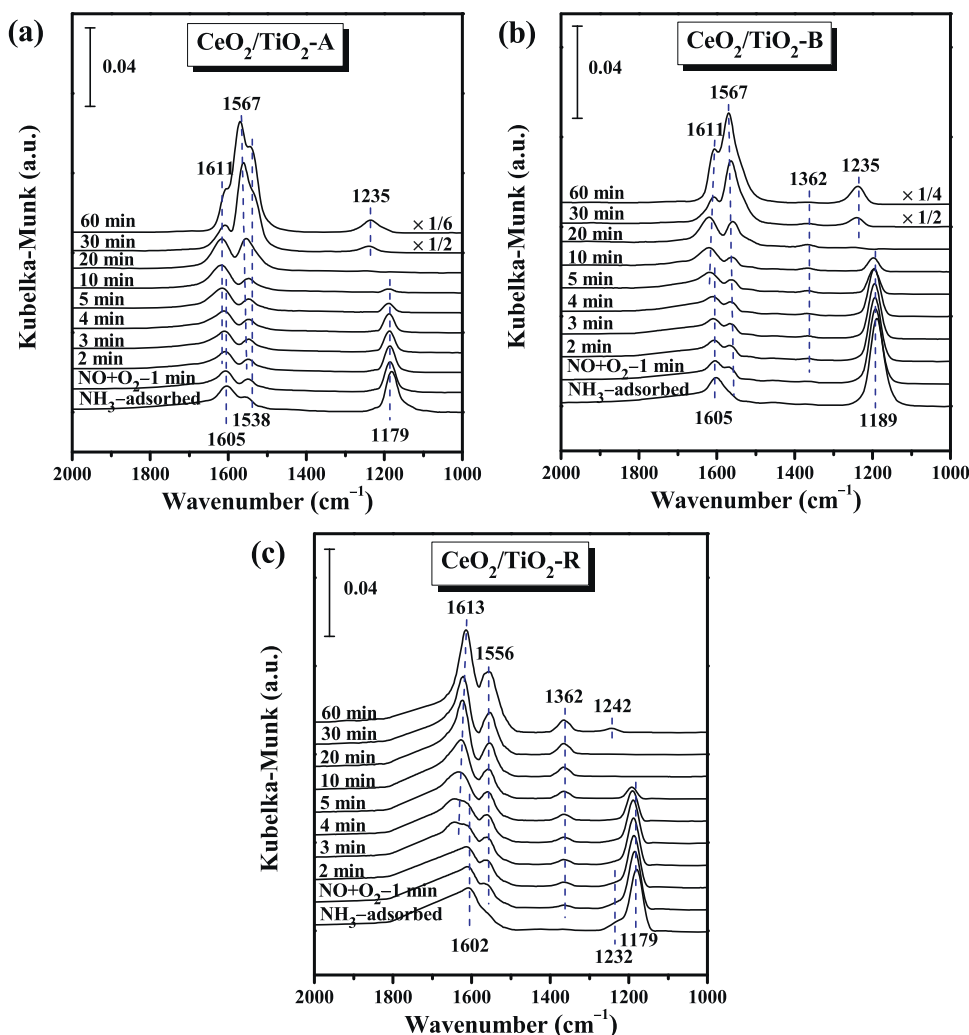 (a)
CeO2/TiO2-A
0.04
1567
1611
1235
60 min
× 1/6
30 min
× 1/2
20 min
10 min
5 min
4 min
3 min
2 min
NO+O2–1 min
NH3–adsorbed
1605
1538
1179
2000 1800 1600 1400 1200 1000
Wavenumber (cm⁻¹)
Kubelka-Munk (a.u.)
(b)
CeO2/TiO2-B
0.04
1567
1611
1362
1235
60 min
× 1/4
30 min
× 1/2
20 min
10 min
5 min
4 min
3 min
2 min
NO+O2–1 min
NH3–adsorbed
1605
1189
2000 1800 1600 1400 1200 1000
Wavenumber (cm⁻¹)
Kubelka-Munk (a.u.)
(c)
CeO2/TiO2-R
0.04
1613
1556
1362
1242
60 min
30 min
20 min
10 min
5 min
4 min
3 min
2 min
NO+O2–1 min
NH3–adsorbed
1602
1232
1179
2000 1800 1600 1400 1200 1000
Wavenumber (cm⁻¹)
Kubelka-Munk (a.u.)